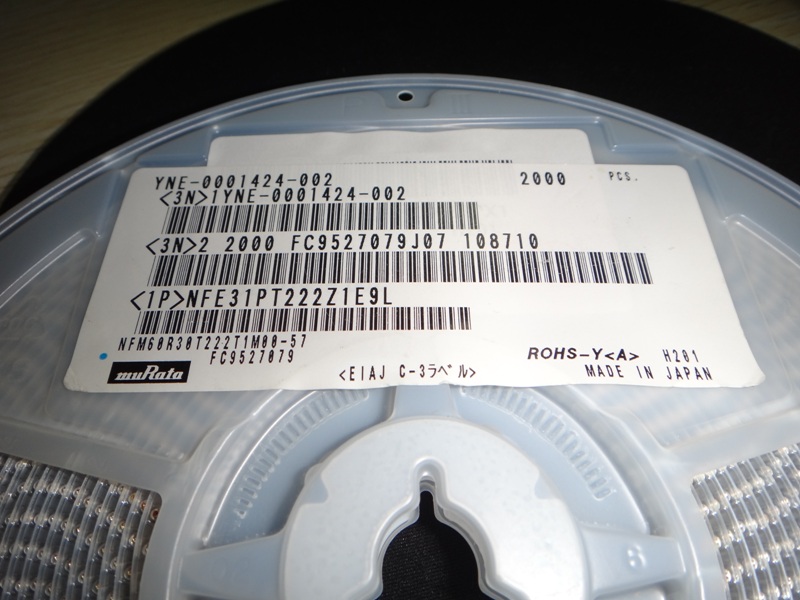 YNE-0001424-002 2000 PCS.
<3N>1YNE-0001424-002
<3N>2 2000 FC9527079J07 108710
<1P>NFE31PT222Z1E9L
NFM60R30T222T1M00-57
FC9527079
ROHS-Y<A> H201
muRata <EIAJ C-3ラベル> MADE IN JAPAN
6